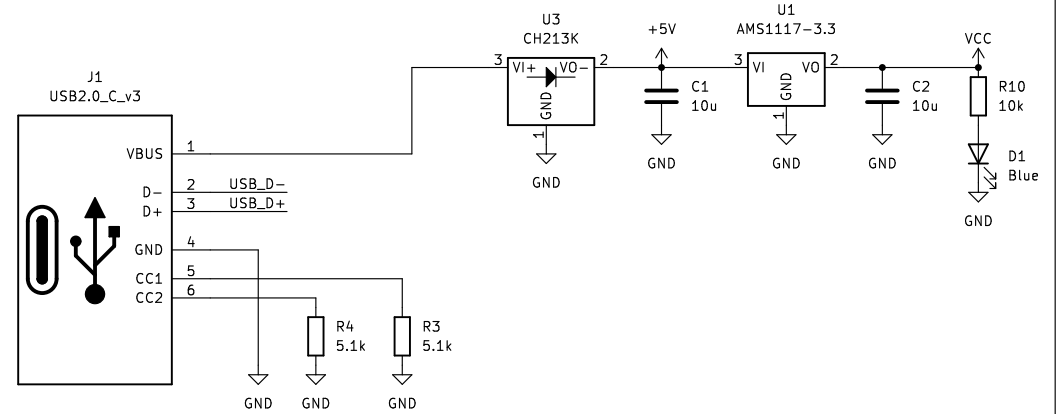 U3
CH213K
3
VI+
VO-
2
GND
1
GND
+5V
C1
10u
GND
U1
AMS1117-3.3
3
VI
VO
2
GND
1
GND
C2
10u
GND
VCC
R10
10k
D1
Blue
GND
J1
USB2.0_C_v3
VBUS
1
D-
2
USB_D-
D+
3
USB_D+
GND
4
CC1
5
CC2
6
R4
5.1k
R3
5.1k
GND
GND
GND